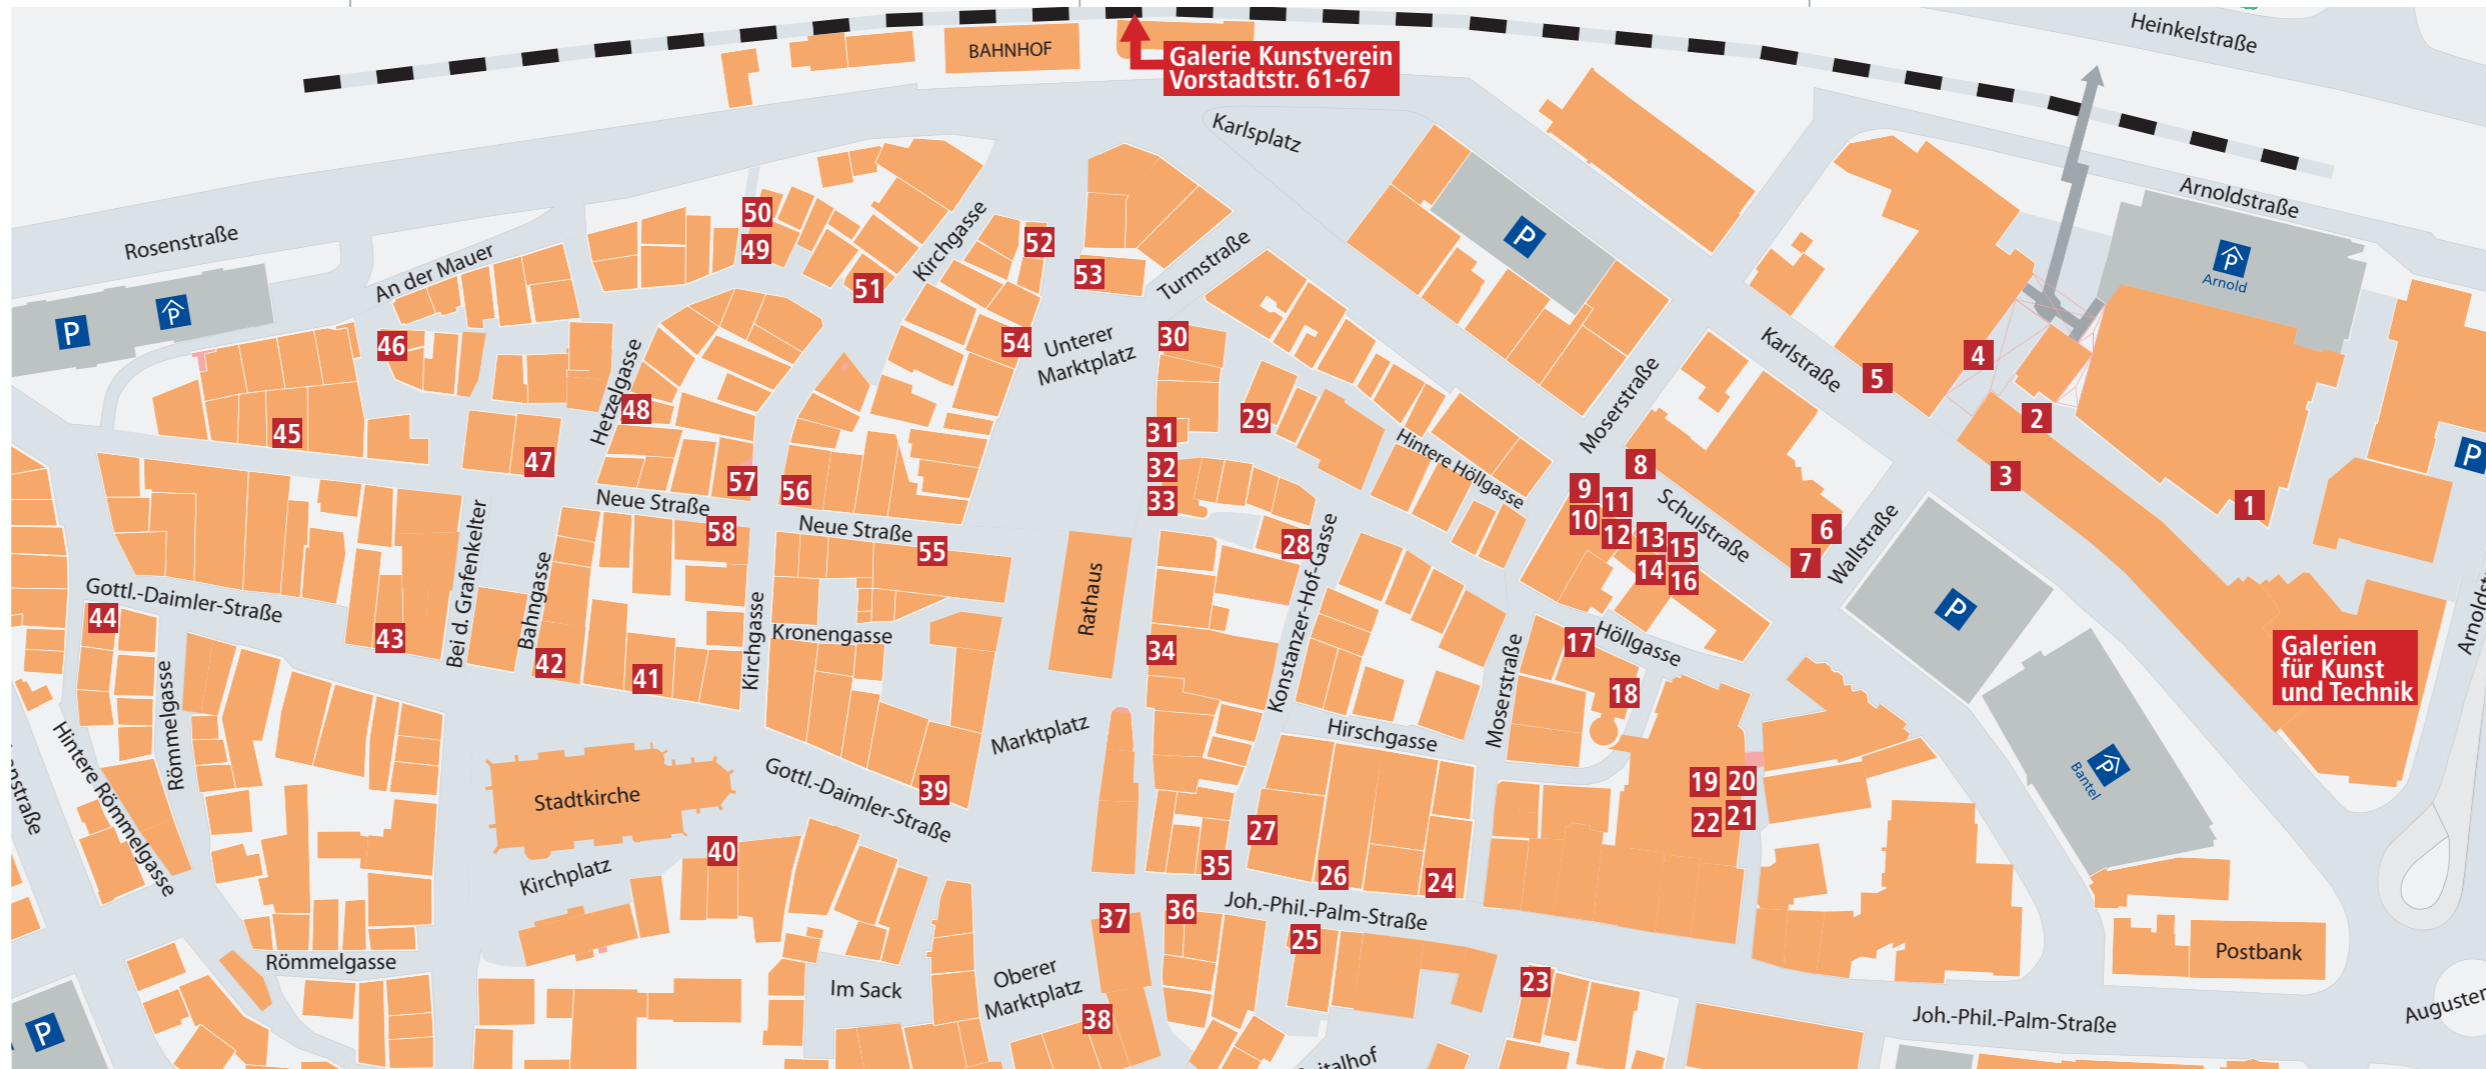 Heinkelstraße
BAHNHOF
Galerie Kunstverein
Vorstadtstr. 61-67
Karlsplatz
Arnoldstraße
Rosenstraße
An der Mauer
50
49
51
Kirchgasse
52
53
Turmstraße
P
P
Arnold
P
P
46
Hetzelgasse
48
54
Unterer
Marktplatz
30
Karlstraße
5
4
2
45
47
31
29
Hintere Höllgasse
Moserstraße
8
3
P
1
57
56
32
33
Neue Straße
58
Neue Straße
55
28
9
11
10
12
13
15
14
16
Schulstraße
6
7
Wallstraße
P
Gottl.-Daimler-Straße
44
43
Bei d. Grafenkelter
Bahngasse
42
41
Kirchgasse
Kronengasse
Rathaus
34
Konstanzer-Hof-Gasse
Moserstraße
17
Höllgasse
18
Galerien
für Kunst
und Technik
Hintere Römmelgasse
Römmelgasse
Stadtkirche
Gottl.-Daimler-Straße
39
Marktplatz
Hirschgasse
19
20
22
21
P
Bantel
40
Kirchplatz
27
35
26
24
Joh.-Phil.-Palm-Straße
37
36
25
Postbank
Römmelgasse
Im Sack
Oberer
Marktplatz
38
23
P
Joh.-Phil.-Palm-Straße